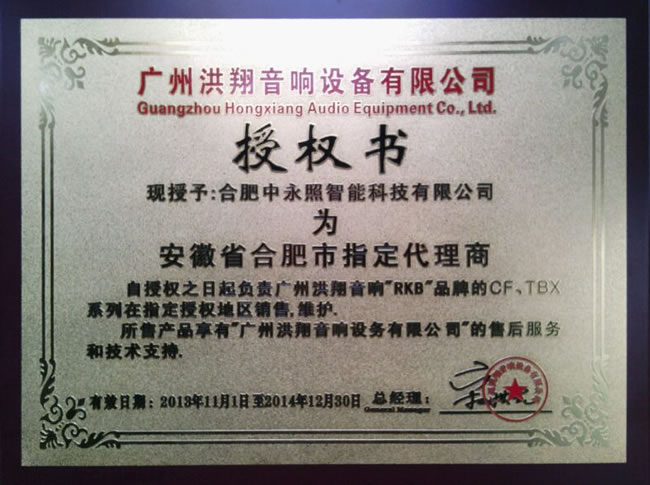 广州洪翔音响设备有限公司
Guangzhou Hongxiang Audio Equipment Co., Ltd.
授权书
现授予:合肥中永照智能科技有限公司
为
安徽省合肥市指定代理商
自授权之日起负责广州洪翔音响"RKB"品牌的CF、TBX
系列在指定授权地区销售,维护.
所售产品享有"广州洪翔音响设务有限公司"的售后服务
和技术支持.
有效日期：2013年11月1日至2014年12月30日 总经理：
General Manager